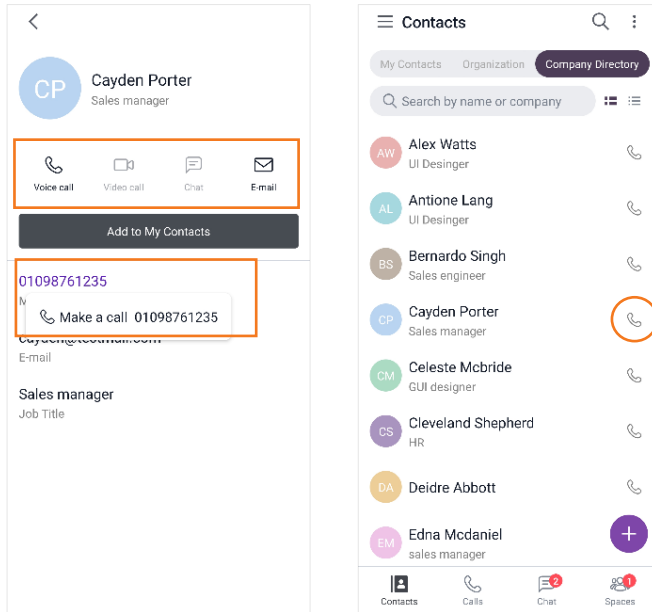 CP
Cayden Porter
Sales manager
Voice call
Video call
Chat
E-mail
Add to My Contacts
01098761235
Make a call 01098761235
E-mail
Sales manager
Job Title
Contacts
My Contacts
Organization
Company Directory
Search by name or company
AW
Alex Watts
UI Desinger
AL
Antione Lang
UI Desinger
BS
Bernardo Singh
Sales engineer
CP
Cayden Porter
Sales manager
CM
Celeste Mcbride
GUI designer
CS
Cleveland Shepherd
HR
DA
Deidre Abbott
EM
Edna Mcdaniel
sales manager
+
Contacts
Calls
2
Chat
1
Spaces